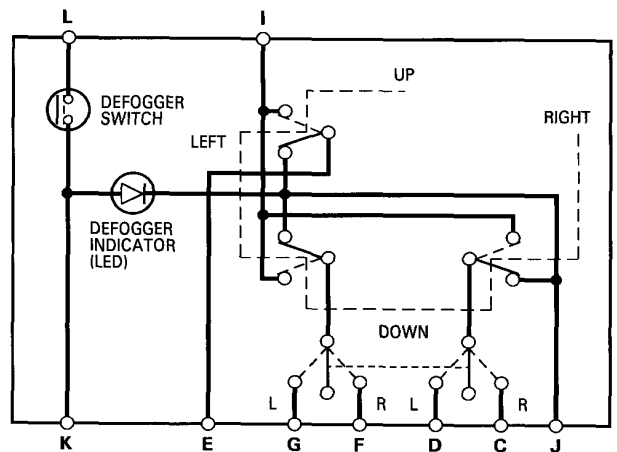 L I
UP
DEFOGGER
SWITCH
RIGHT
LEFT
DEFOGGER
INDICATOR
(LED)
DOWN
L R L R
K E G F D C J